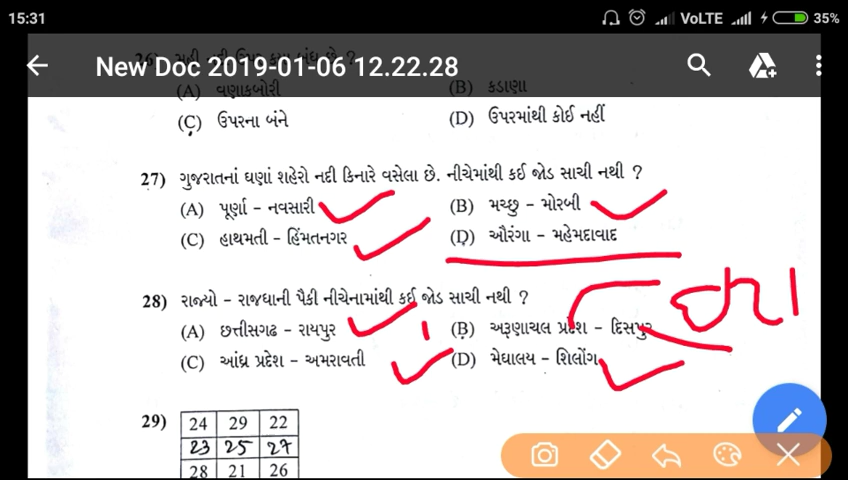 15:31 VoLTE 35%
New Doc 2019-01-06 12.22.28
(A) વણાકબોરી (B) કડાણા
(C) ઉપરના બંને (D) ઉપરમાંથી કોઈ નહીં
27) ગુજરાતનાં ઘણાં શહેરો નદી કિનારે વસેલા છે. નીચેમાંથી કઈ જોડ સાચી નથી ?
(A) પૂર્ણા – નવસારી (B) મચ્છુ – મોરબી
(C) હાથમતી – હિંમતનગર (D) ઔરંગા – મહેમદાવાદ
28) રાજ્યો – રાજધાની પૈકી નીચેનામાંથી કઈ જોડ સાચી નથી ?
(A) છત્તીસગઢ – રાયપુર (B) અરૂણાચલ પ્રદેશ – દિસપુર
(C) આંધ્ર પ્રદેશ – અમરાવતી (D) મેઘાલય – શિલોંગ
29) 24 29 22
23 25 27
28 21 26